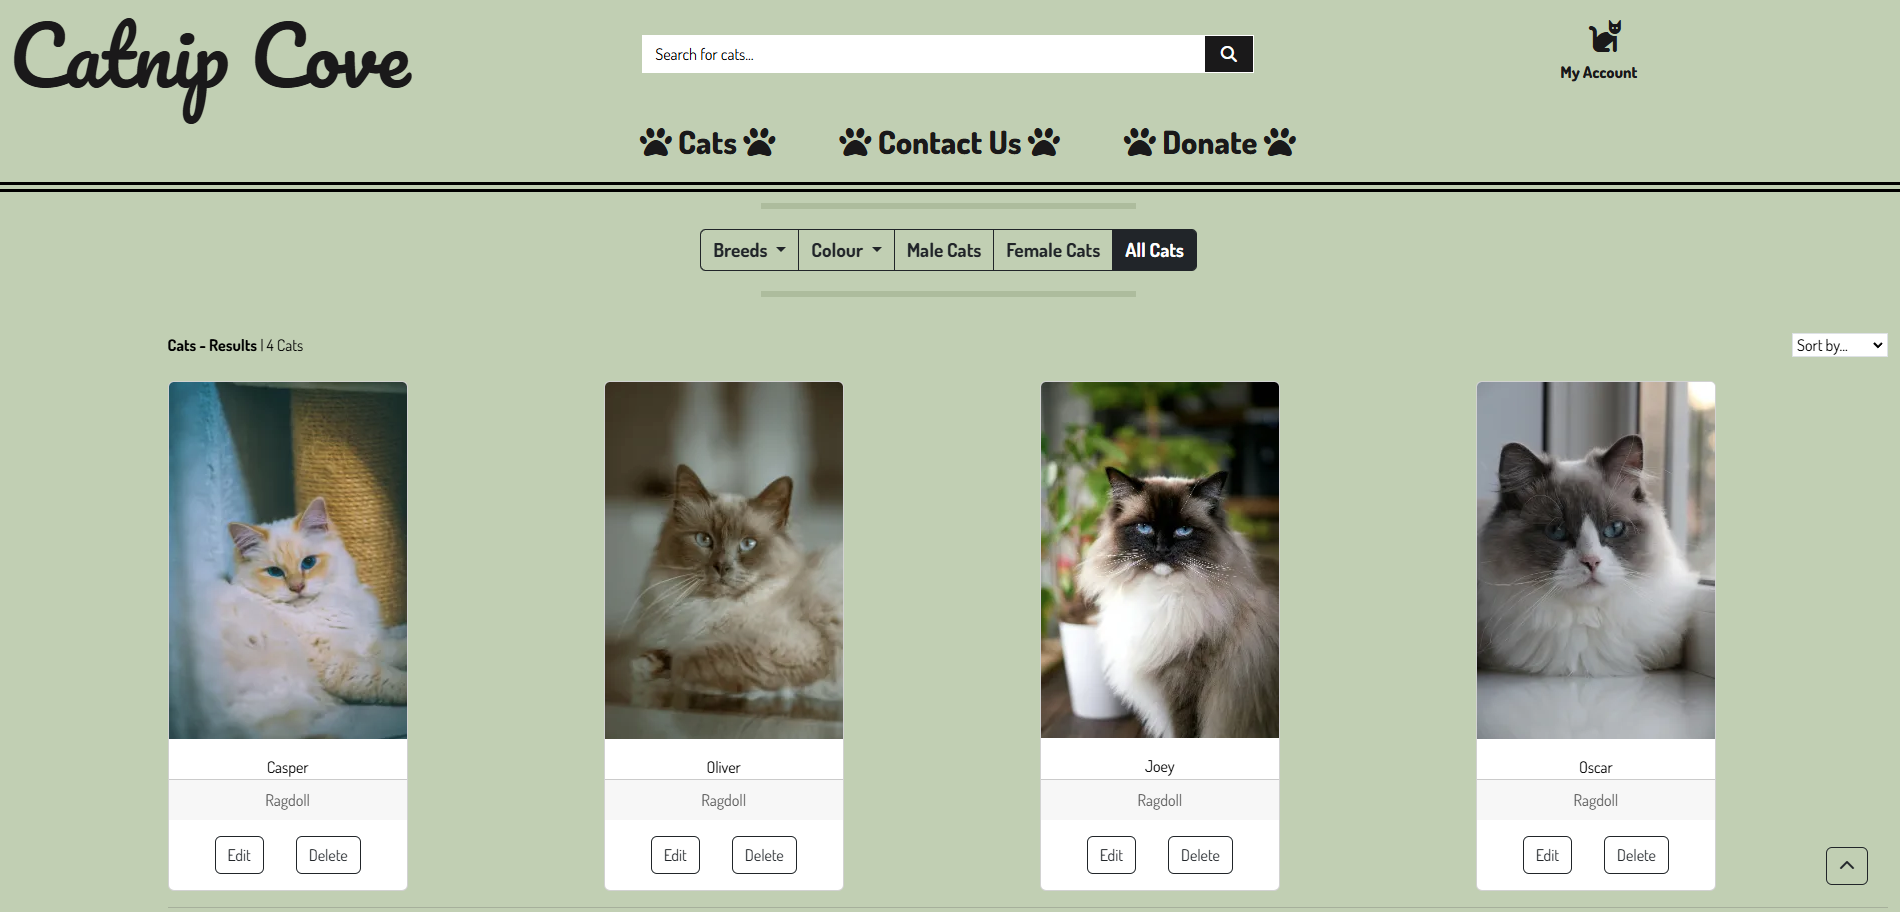 Catnip Cove
Search for cats...
My Account
Cats
Contact Us
Donate
Breeds
Colour
Male Cats
Female Cats
All Cats
Cats - Results | 4 Cats
Sort by...
Casper
Ragdoll
Edit
Delete
Oliver
Ragdoll
Edit
Delete
Joey
Ragdoll
Edit
Delete
Oscar
Ragdoll
Edit
Delete